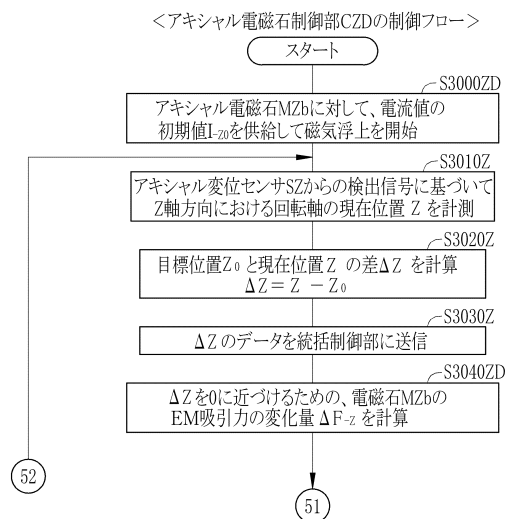 ＜アキシャル電磁石制御部CZDの制御フロー＞
スタート
S3000ZD
アキシャル電磁石MZbに対して、電流値の
初期値I-Z0を供給して磁気浮上を開始
S3010Z
アキシャル変位センサSZからの検出信号に基づいて
Z軸方向における回転軸の現在位置 Z を計測
S3020Z
目標位置Z0 と現在位置 Z の差ΔZ を計算
ΔZ＝Z － Z0
S3030Z
ΔZのデータを統括制御部に送信
S3040ZD
ΔZを0に近づけるための、電磁石MZbの
EM吸引力の変化量 ΔF-Z を計算
52
51